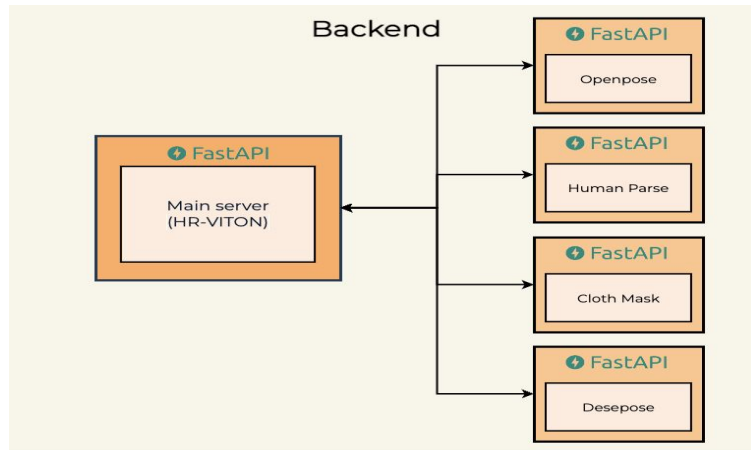 Backend
FastAPI
Main server
(HR-VITON)
FastAPI
Openpose
FastAPI
Human Parse
FastAPI
Cloth Mask
FastAPI
Desepose